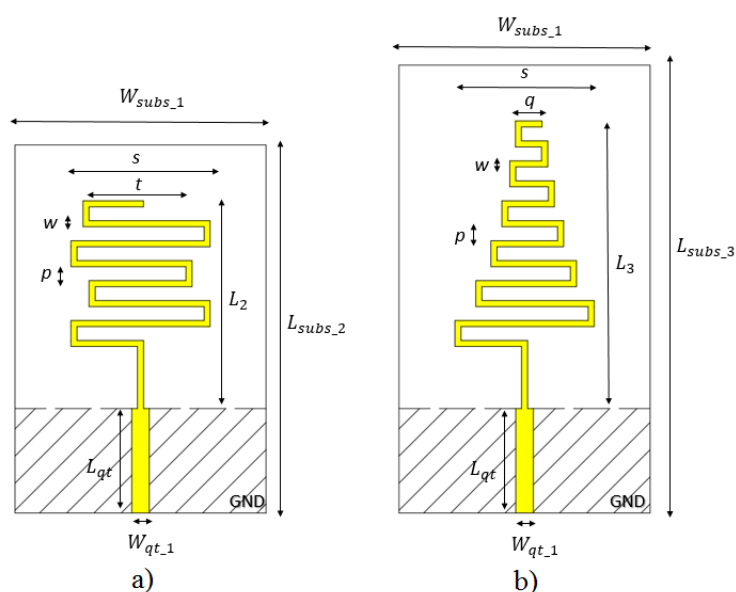 W_subs_1
s
t
w
p
L_2
L_subs_2
L_qt
GND
W_qt_1
a)
W_subs_1
s
q
w
p
L_3
L_subs_3
L_qt
GND
W_qt_1
b)